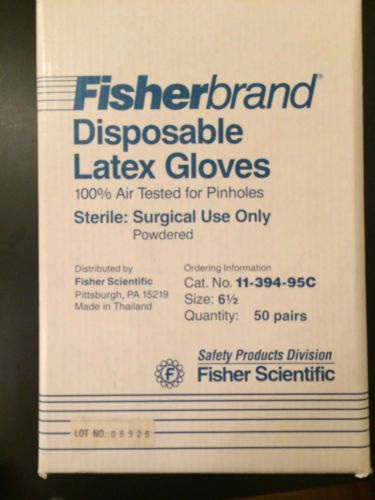 Fisherbrand®
Disposable
Latex Gloves
100% Air Tested for Pinholes
Sterile: Surgical Use Only
Powdered
Distributed by
Fisher Scientific
Pittsburgh, PA 15219
Made in Thailand
Ordering Information
Cat. No. 11-394-95C
Size: 6½
Quantity: 50 pairs
Safety Products Division
F
Fisher Scientific
LOT NO. 06926